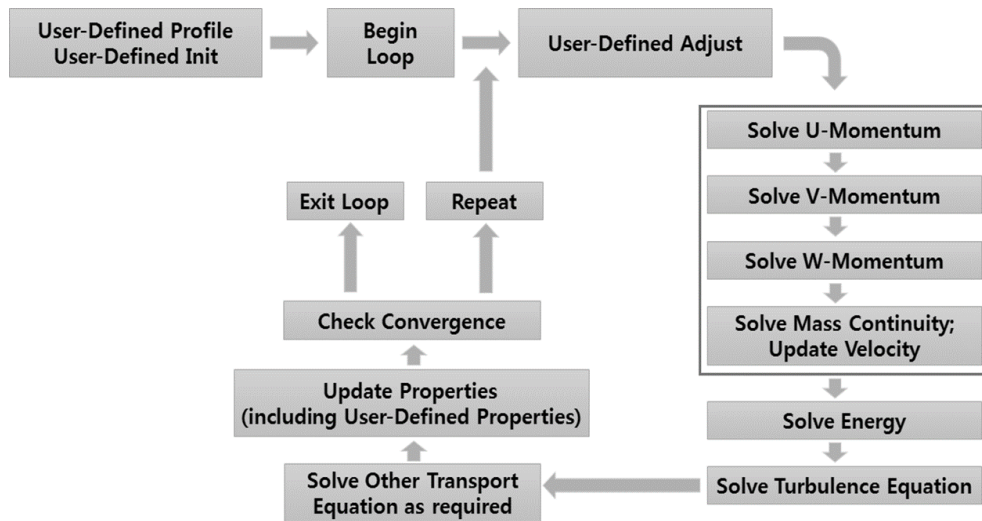 User-Defined Profile
User-Defined Init
Begin
Loop
User-Defined Adjust
Solve U-Momentum
Solve V-Momentum
Solve W-Momentum
Solve Mass Continuity;
Update Velocity
Solve Energy
Solve Turbulence Equation
Solve Other Transport
Equation as required
Update Properties
(including User-Defined Properties)
Check Convergence
Exit Loop
Repeat